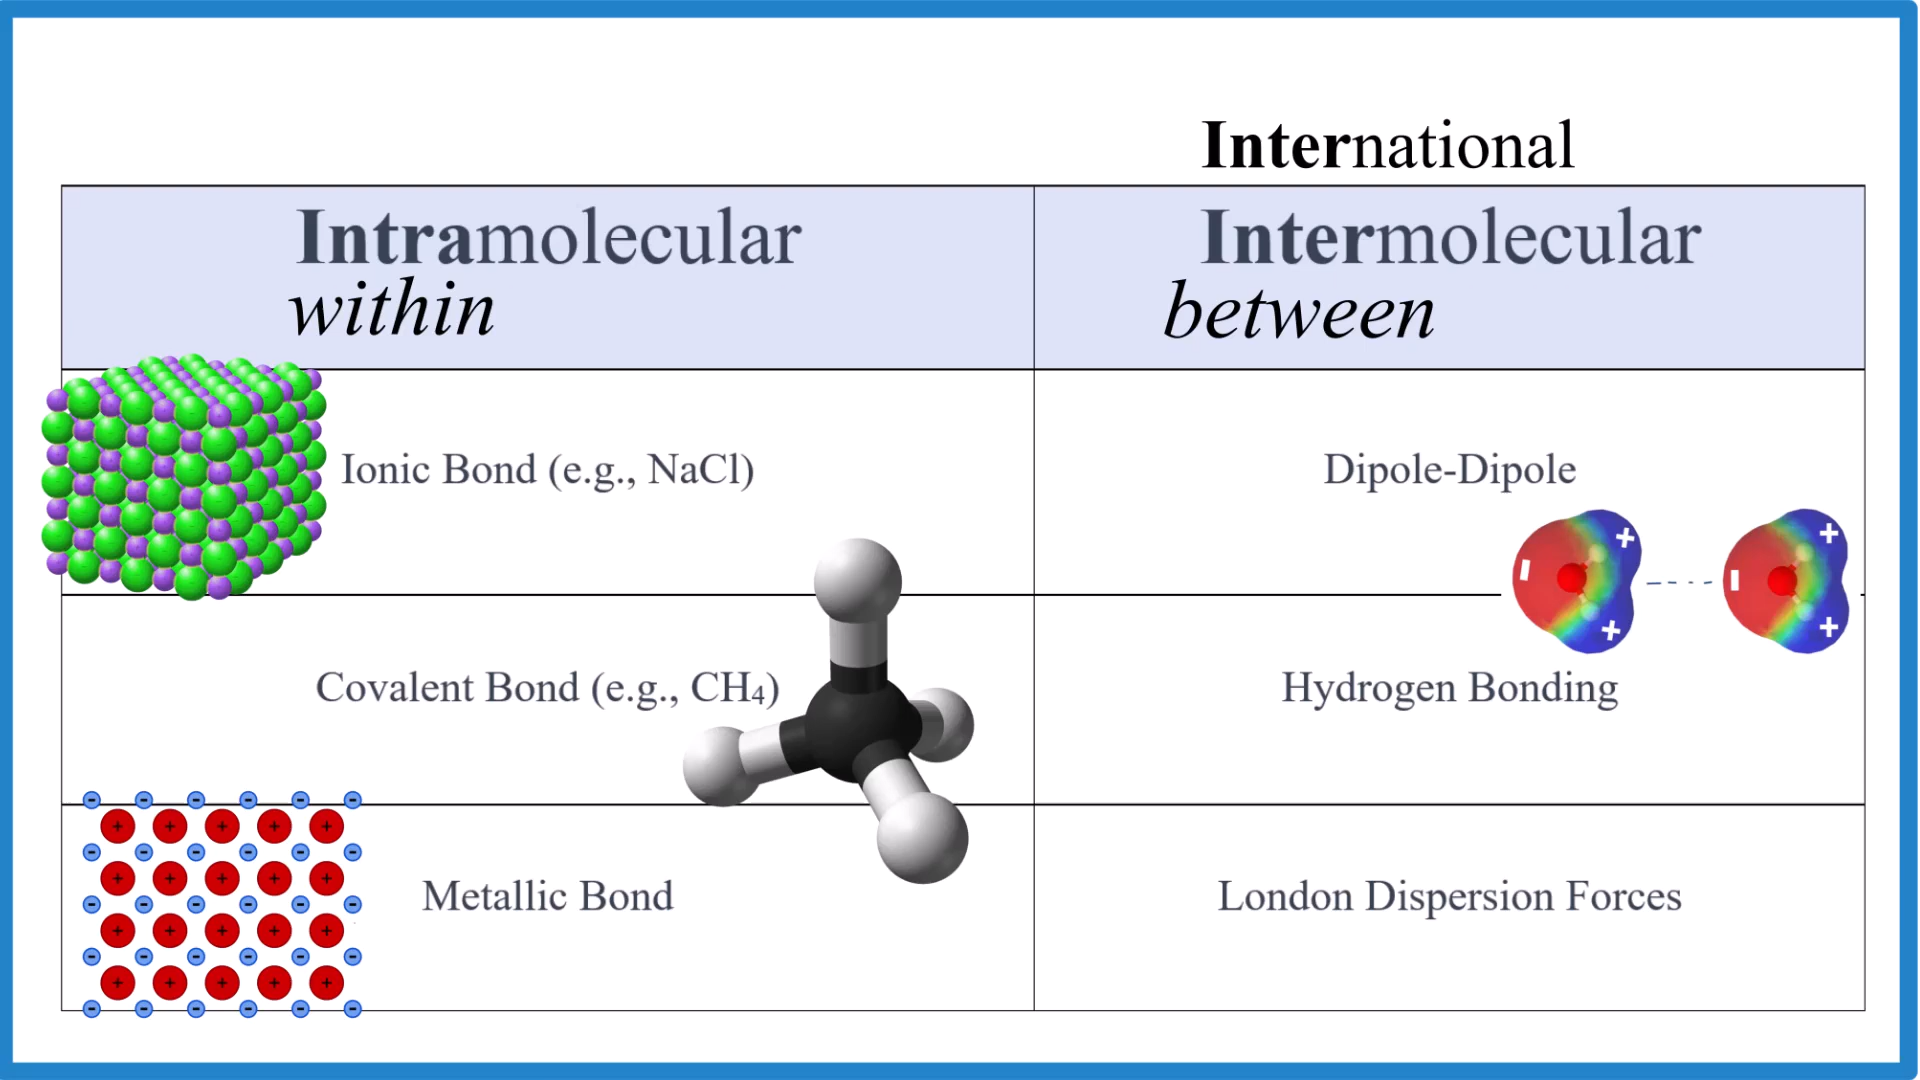 International
Intramolecular
Intermolecular
within
between
Ionic Bond (e.g., NaCl)
Dipole-Dipole
Covalent Bond (e.g., CH₄)
Hydrogen Bonding
Metallic Bond
London Dispersion Forces